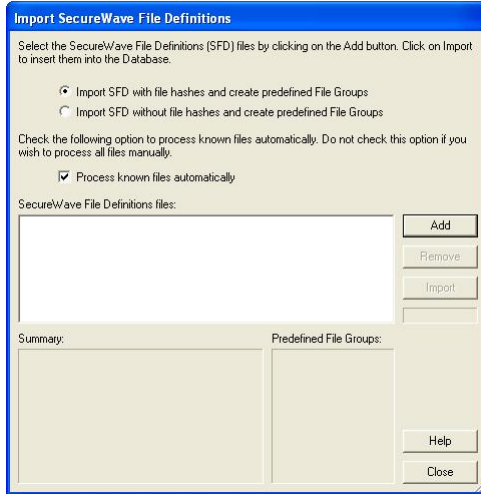 Import SecureWave File Definitions
Select the SecureWave File Definitions (SFD) files by clicking on the Add button. Click on Import
to insert them into the Database.
Import SFD with file hashes and create predefined File Groups
Import SFD without file hashes and create predefined File Groups
Check the following option to process known files automatically. Do not check this option if you
wish to process all files manually.
Process known files automatically
SecureWave File Definitions files:
Add
Remove
Import
Summary:
Predefined File Groups:
Help
Close